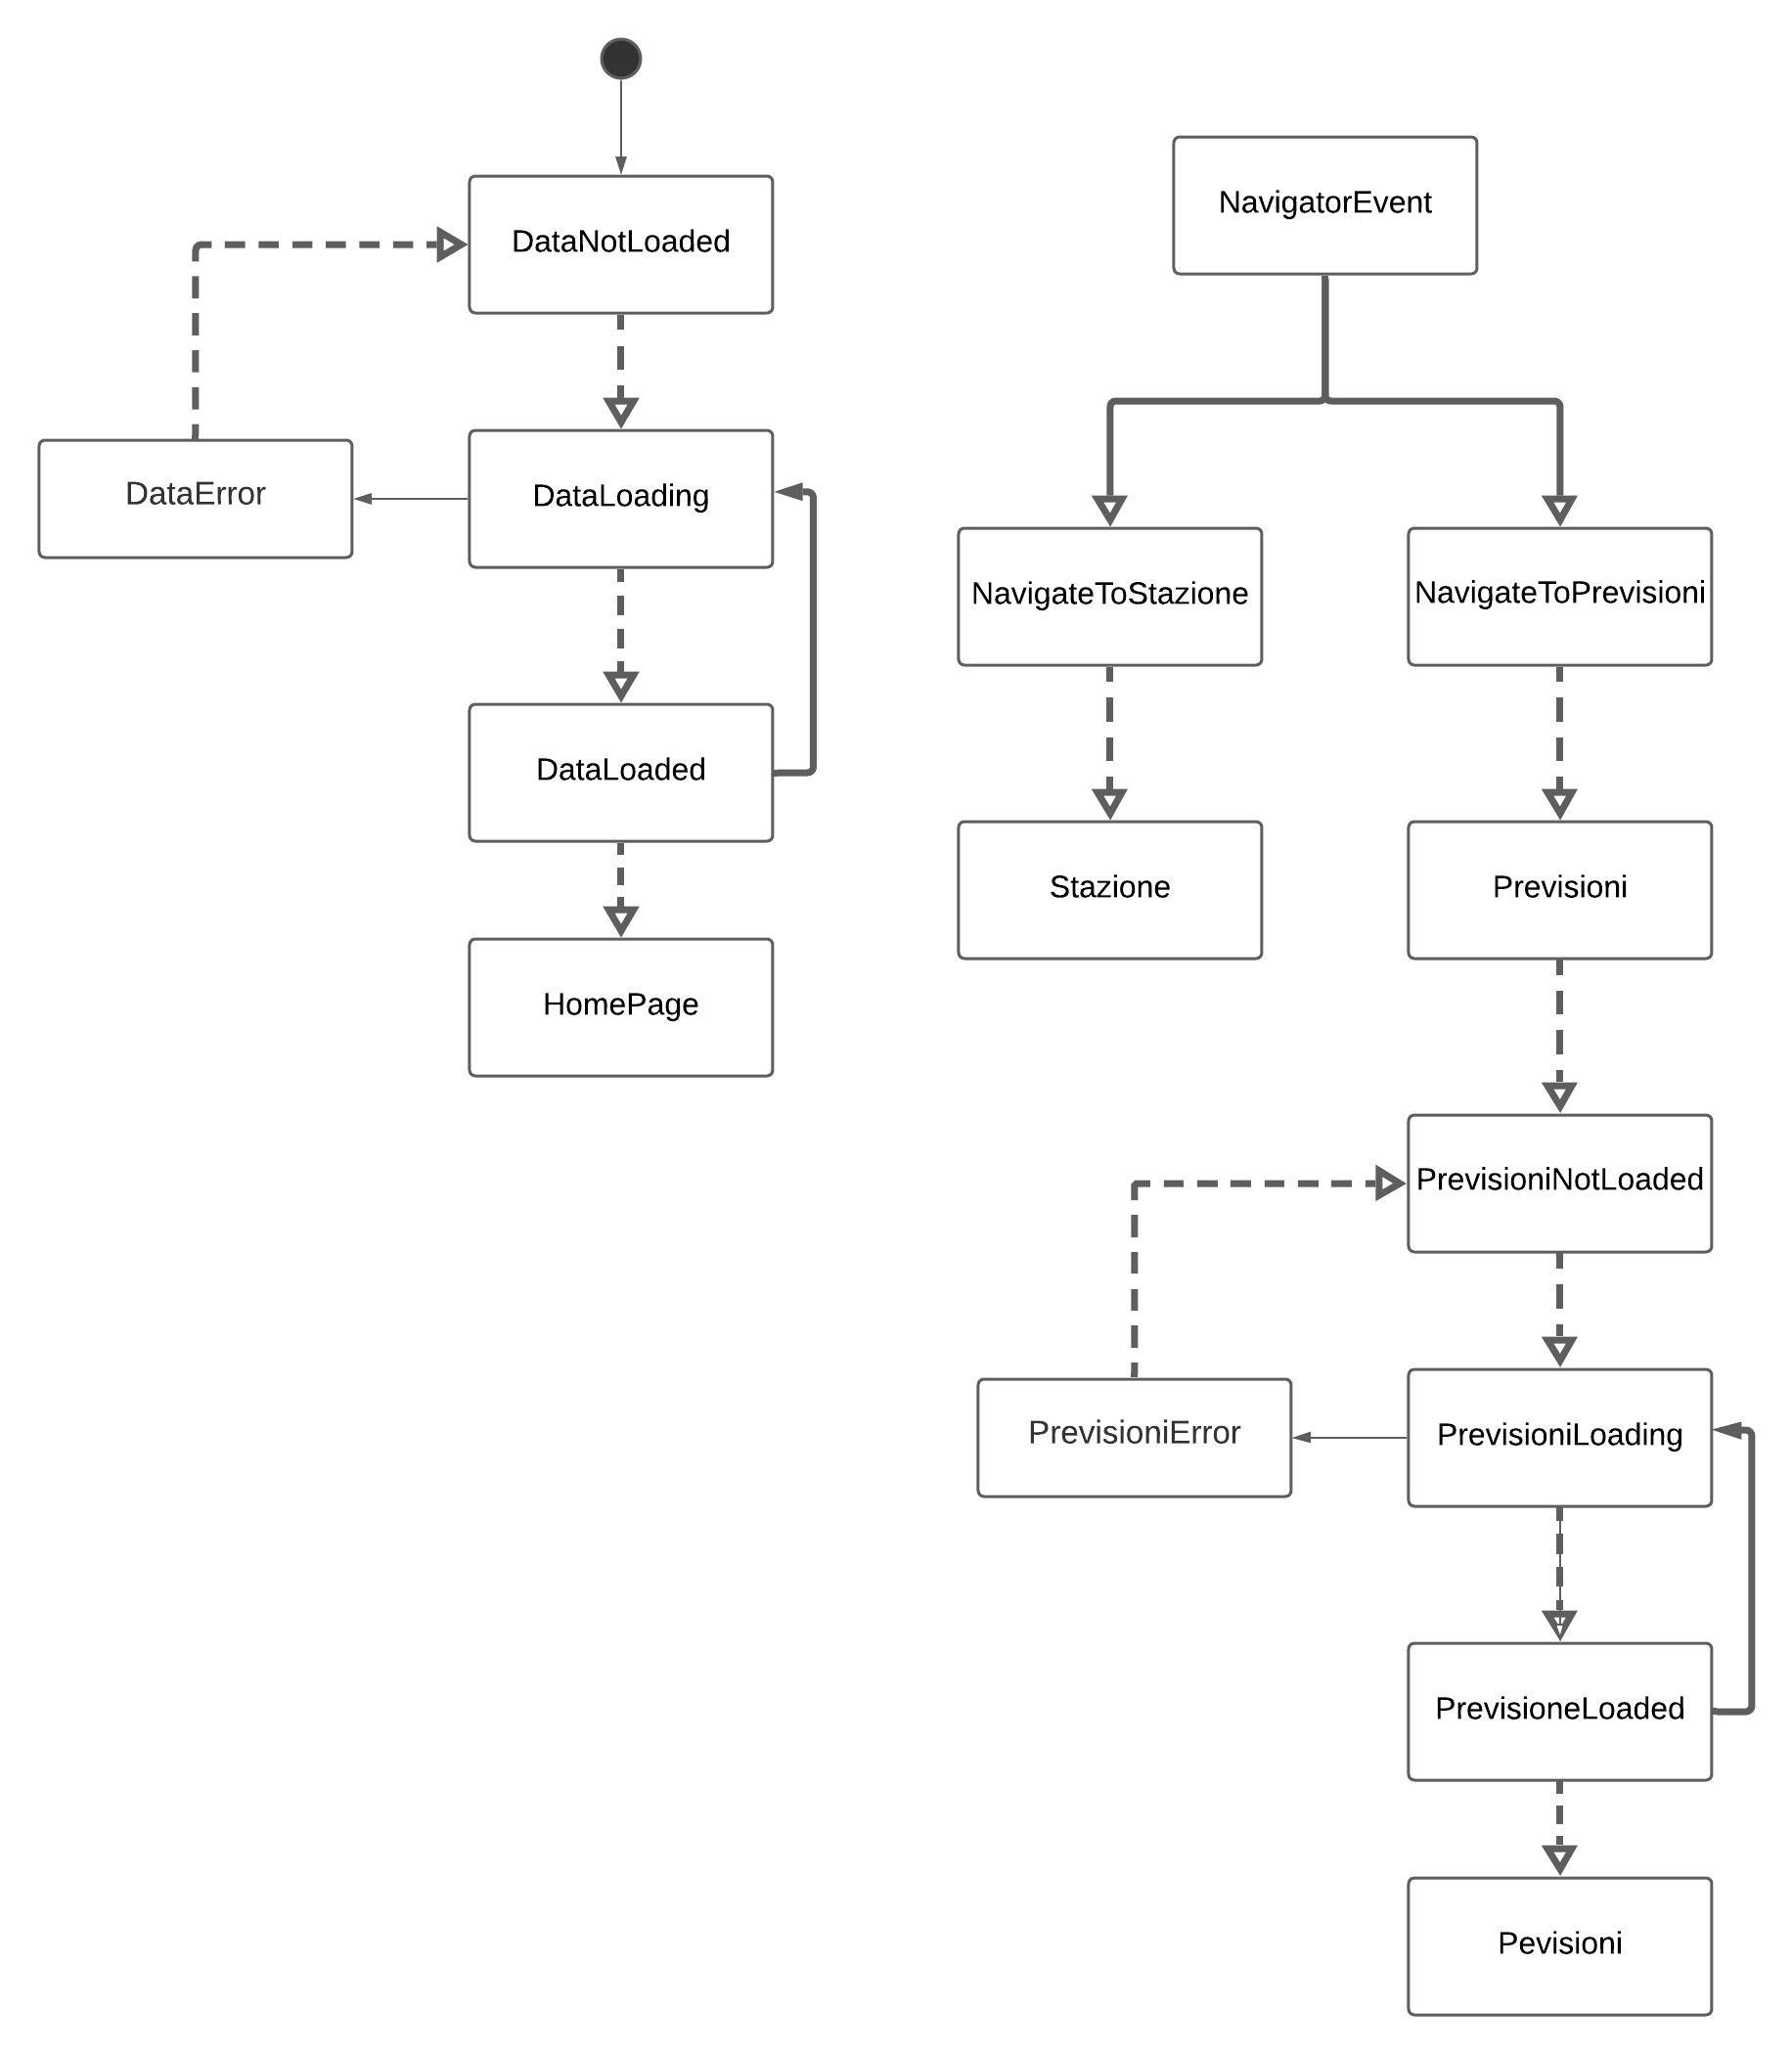 DataNotLoaded
DataError
DataLoading
DataLoaded
HomePage
NavigatorEvent
NavigateToStazione
NavigateToPrevisioni
Stazione
Previsioni
PrevisioniNotLoaded
PrevisioniError
PrevisioniLoading
PrevisioneLoaded
Pevisioni